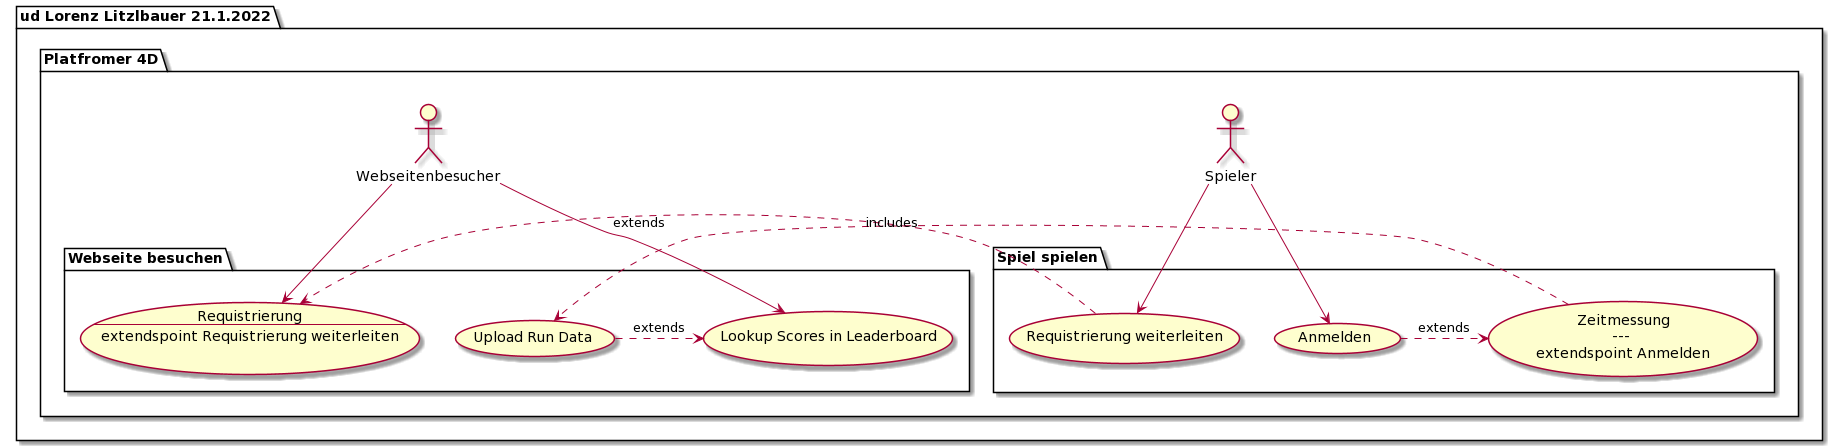 ud Lorenz Litzlbauer 21.1.2022
Platfromer 4D
Webseitenbesucher
Spieler
extends
includes
Webseite besuchen
Spiel spielen
Requistrierung
extendspoint Requistrierung weiterleiten
Upload Run Data
extends
Lookup Scores in Leaderboard
Requistrierung weiterleiten
Anmelden
extends
Zeitmessung
---
extendspoint Anmelden